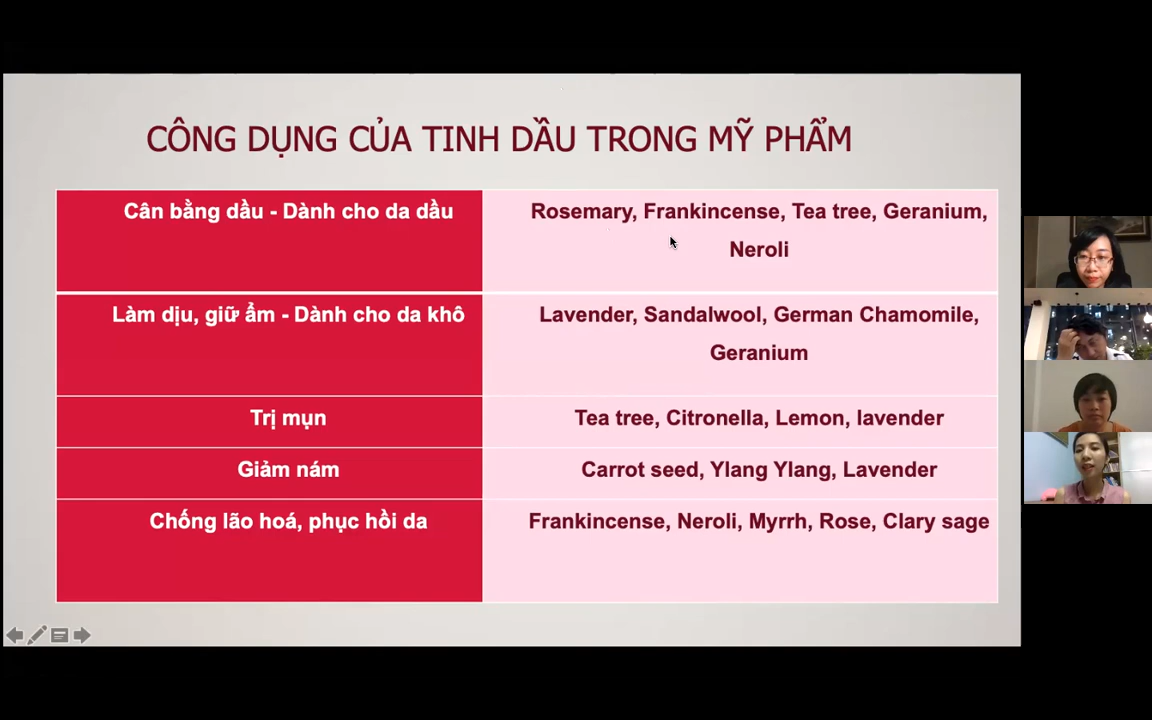 CÔNG DỤNG CỦA TINH DẦU TRONG MỸ PHẨM
Cân bằng dầu - Dành cho da dầu
Rosemary, Frankincense, Tea tree, Geranium,
Neroli
Làm dịu, giữ ẩm - Dành cho da khô
Lavender, Sandalwool, German Chamomile,
Geranium
Trị mụn
Tea tree, Citronella, Lemon, lavender
Giảm nám
Carrot seed, Ylang Ylang, Lavender
Chống lão hoá, phục hồi da
Frankincense, Neroli, Myrrh, Rose, Clary sage